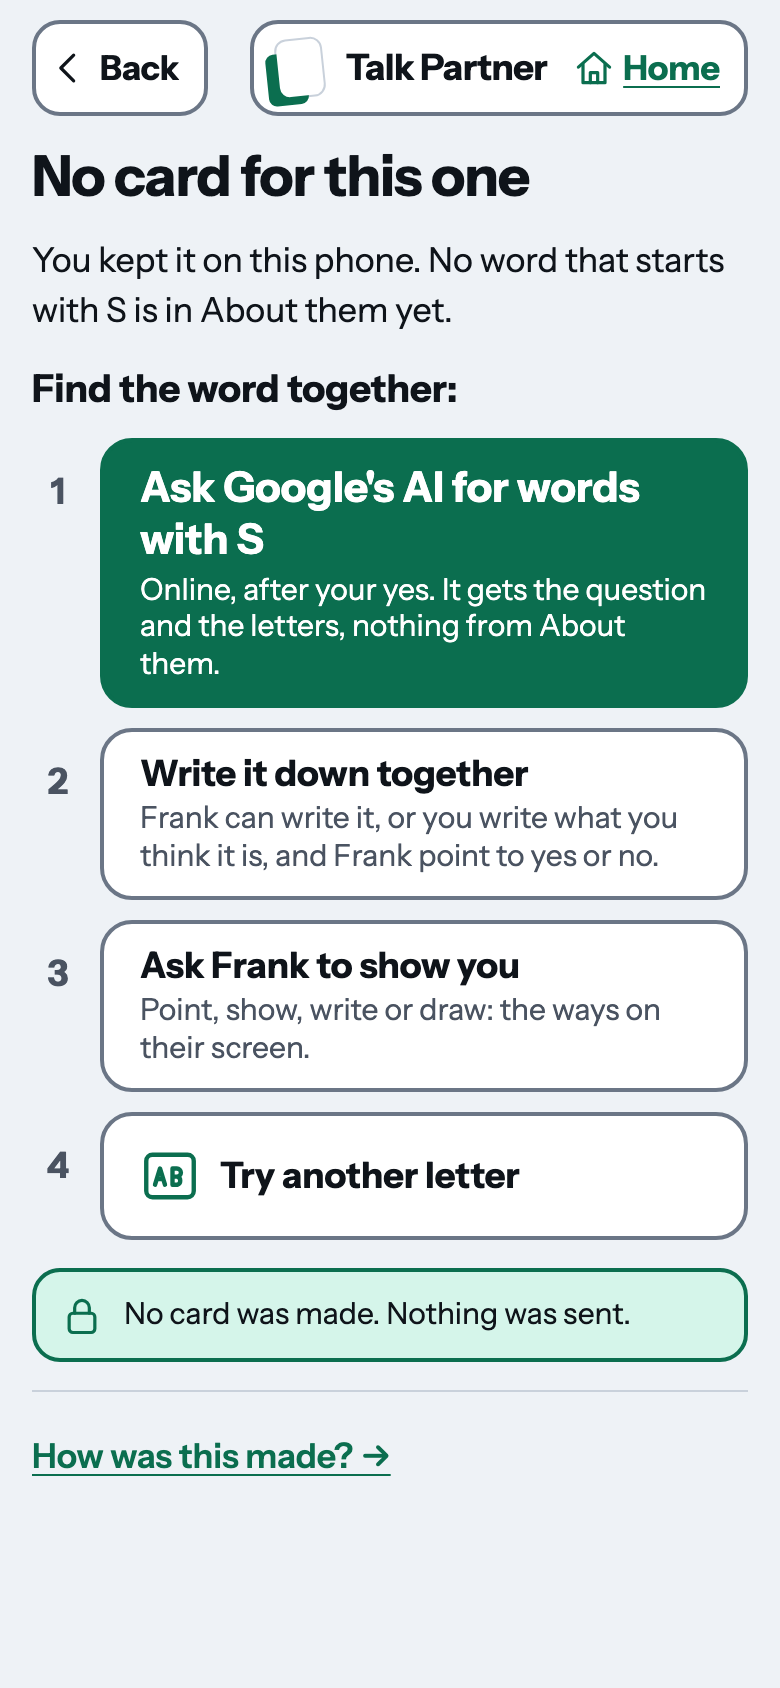 Back
Talk Partner
Home
No card for this one
You kept it on this phone. No word that starts
with S is in About them yet.
Find the word together:
1
Ask Google's AI for words
with S
Online, after your yes. It gets the question
and the letters, nothing from About
them.
2
Write it down together
Frank can write it, or you write what you
think it is, and Frank point to yes or no.
3
Ask Frank to show you
Point, show, write or draw: the ways on
their screen.
4
AB
Try another letter
No card was made. Nothing was sent.
How was this made? →